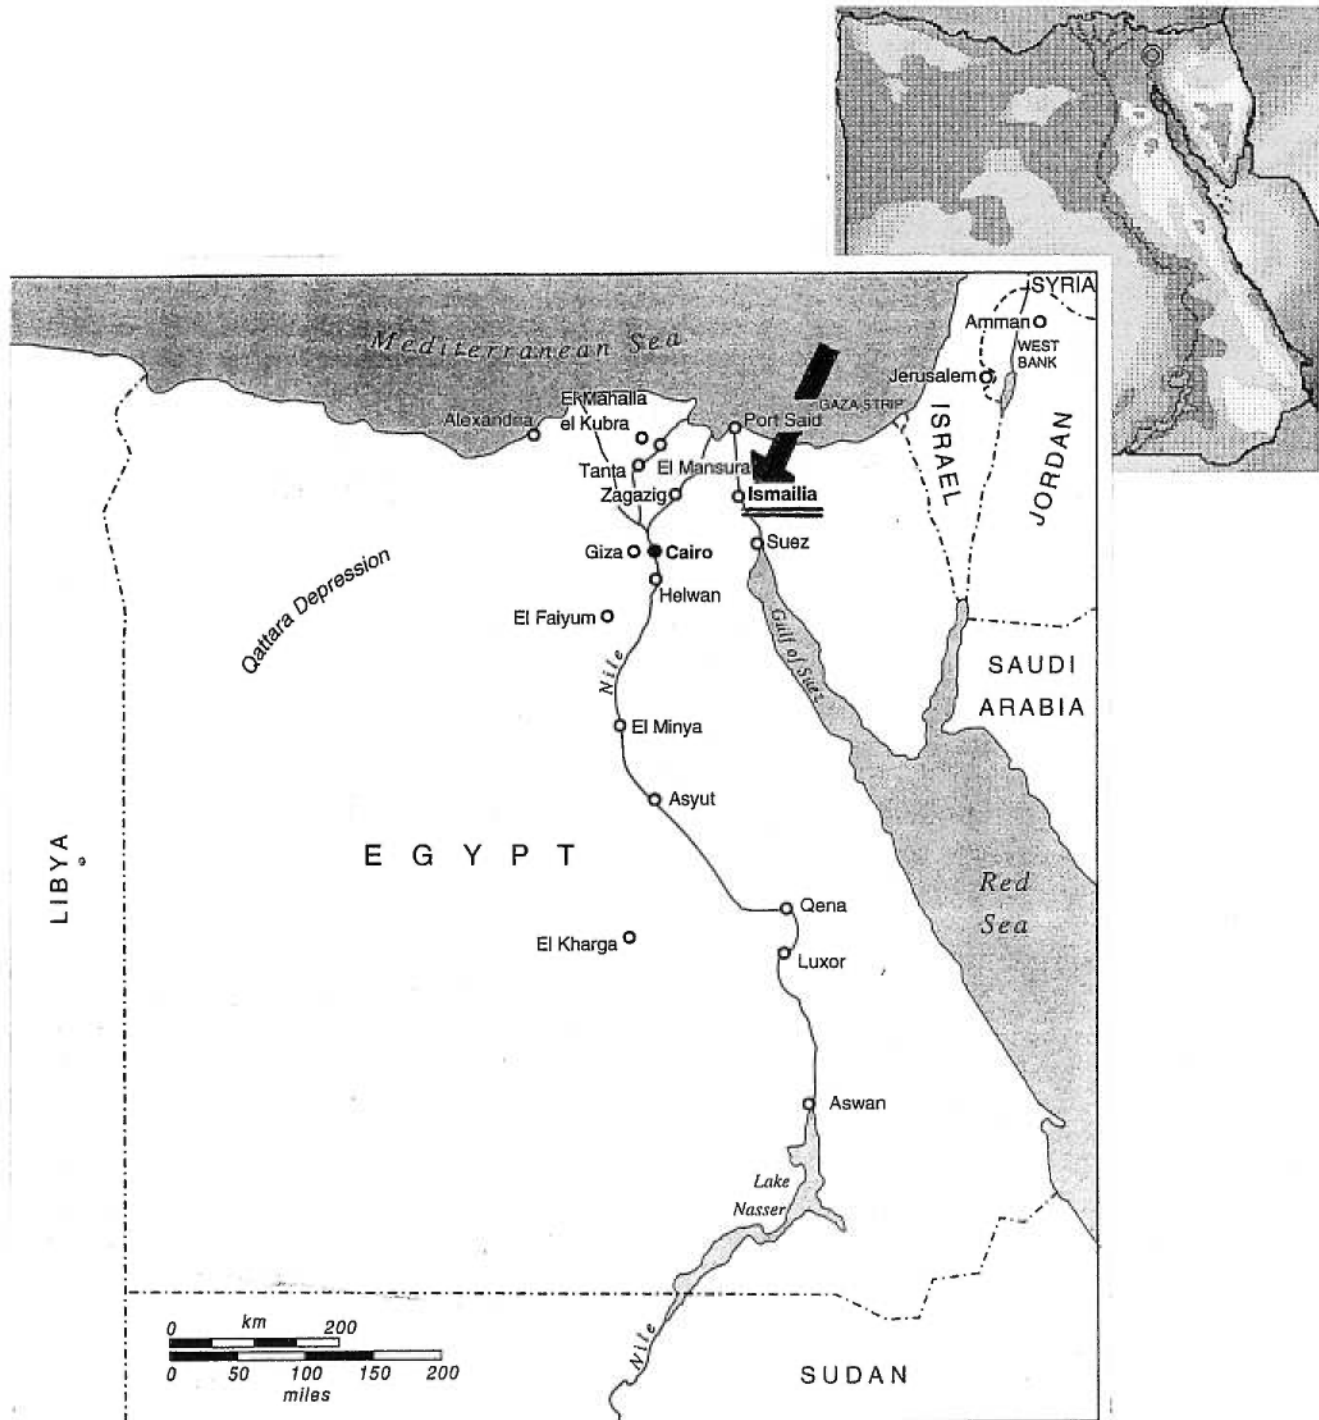 SYRIA
Amman
WEST
BANK
Jerusalem
Mediterranean Sea
GAZA STRIP
ISRAEL
JORDAN
El Mahalla
el Kubra
Alexandria
Port Said
Tanta
El Mansura
Zagazig
Ismailia
Giza
Cairo
Suez
Helwan
Qattara Depression
El Faiyum
Nile
Gulf of Suez
SAUDI
ARABIA
El Minya
Asyut
LIBYA
EGYPT
Red
Sea
Qena
El Kharga
Luxor
Aswan
Lake
Nasser
0 km 200
0 50 100 150 200
miles
Nile
SUDAN